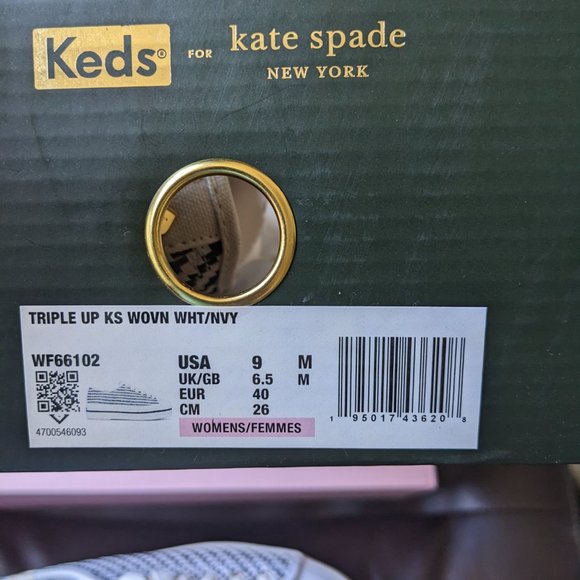 Keds® FOR kate spade
NEW YORK
TRIPLE UP KS WOVN WHT/NVY
WF66102
USA 9 M
UK/GB 6.5 M
EUR 40
CM 26
WOMENS/FEMMES
4700546093
1 95017 43620 8